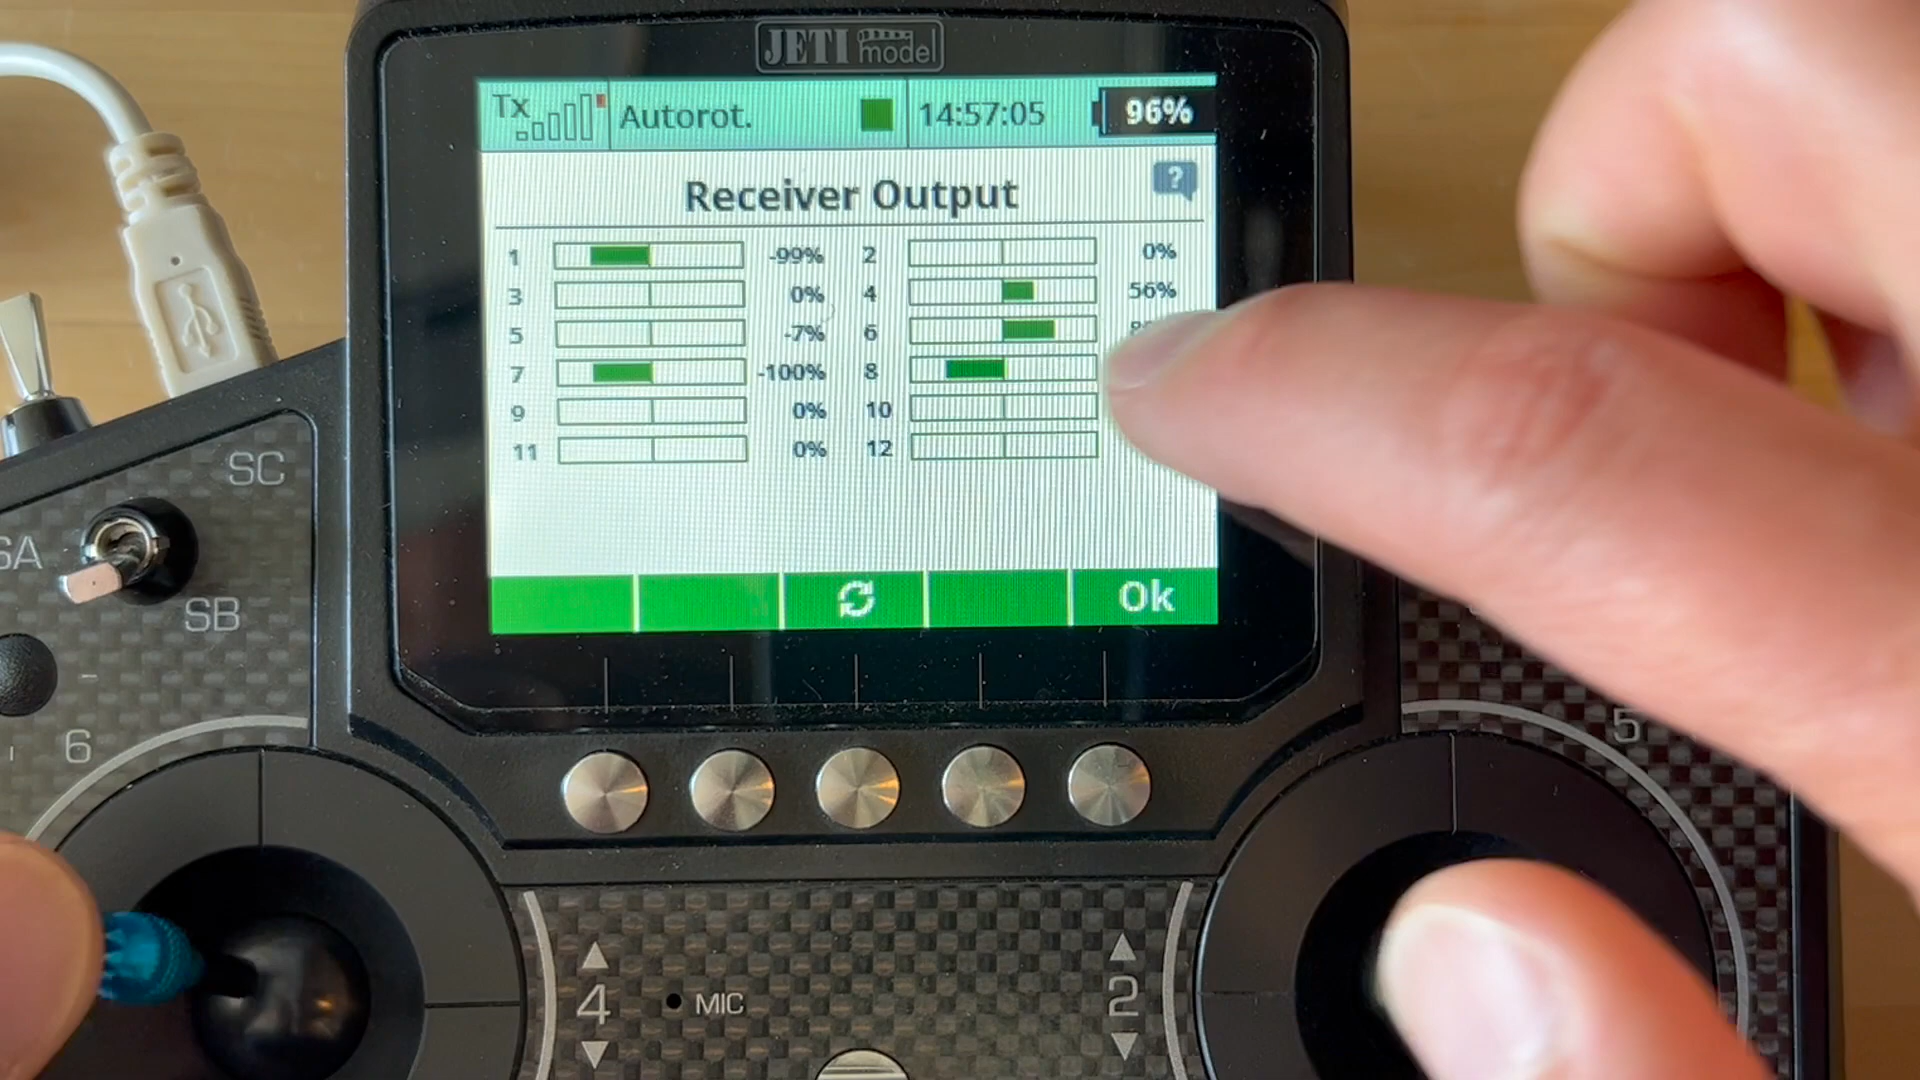 JETI model
Tx Autorot. 14:57:05 96%
Receiver Output ?
1 -99% 2 0%
3 0% 4 56%
5 -7% 6
7 -100% 8
9 0% 10
11 0% 12
Ok
SC
SA
SB
6
5
4 MIC 2